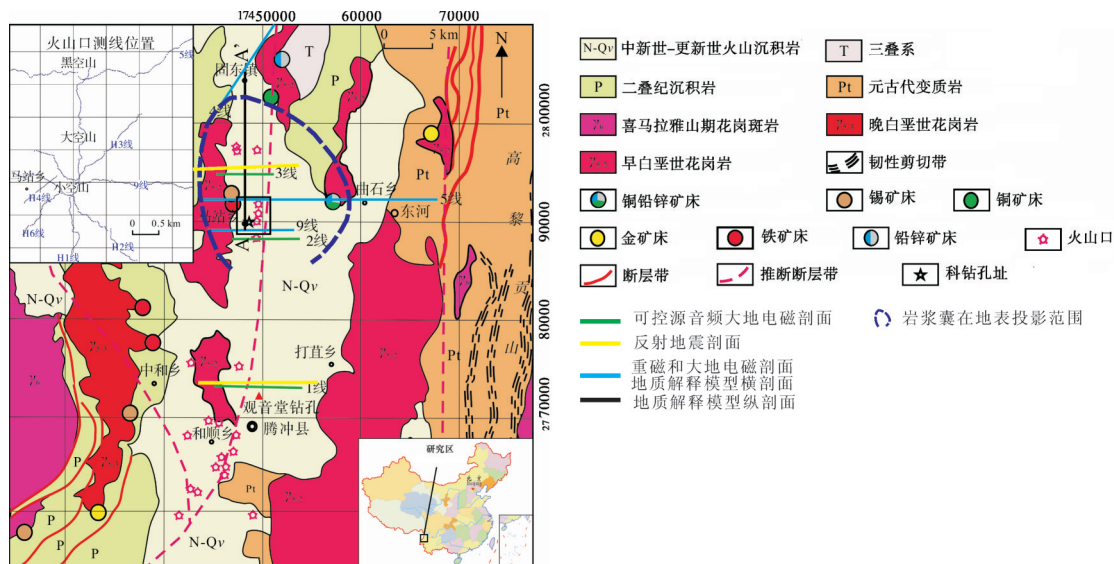 17450000
60000
70000
0 5 km
N
火山口测线位置
5线
黑空山
大空山
H3线
马站乡
小空山
9线
H4线
H6线
H2线
H1线
0 0.5 km
A'
固东镇
T
P
P
Pt
Pt
4线
3线
5线
9线
2线
曲石乡
东河
马站乡
A
高
黎
贡
山
2800000
90000
80000
2770000
N-Qv
N-Qv
打苴乡
Pt
中和乡
1线
观音堂钻孔
腾冲县
和顺乡
P
P
P
P
Pt
N-Qv
研究区
北京
N-Qv 中新世–更新世火山沉积岩
T 三叠系
P 二叠纪沉积岩
Pt 元古代变质岩
喜马拉雅山期花岗斑岩
晚白垩世花岗岩
早白垩世花岗岩
韧性剪切带
铜铅锌矿床
锡矿床
铜矿床
金矿床
铁矿床
铅锌矿床
火山口
断层带
推断断层带
科钻孔址
可控源音频大地电磁剖面
岩浆囊在地表投影范围
反射地震剖面
重磁和大地电磁剖面
地质解释模型横剖面
地质解释模型纵剖面